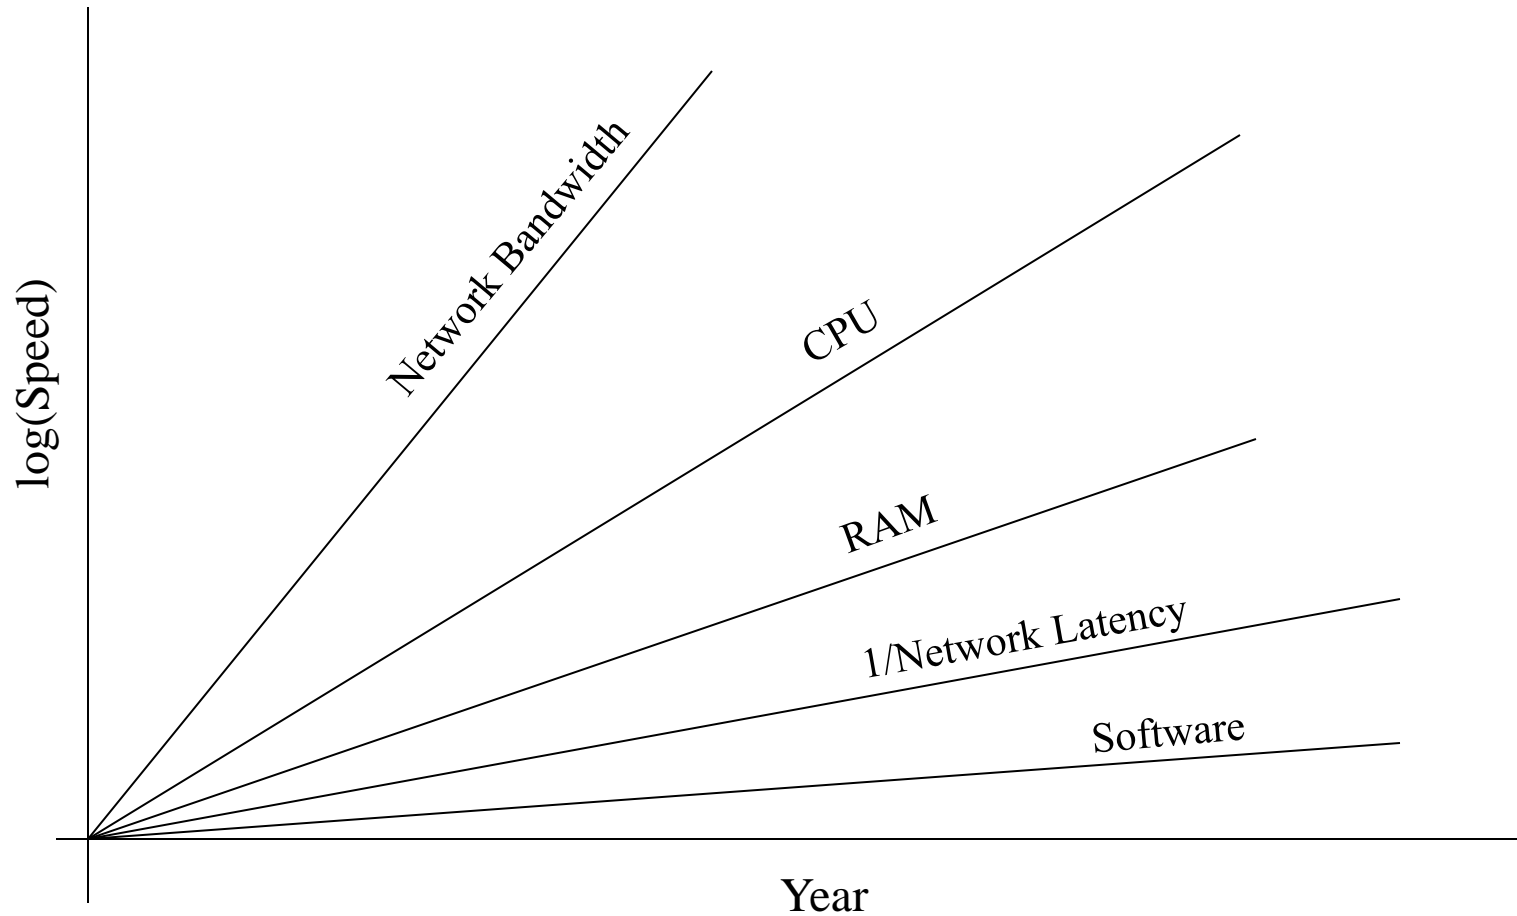 Network Bandwidth
CPU
log(Speed)
RAM
1/Network Latency
Software
Year